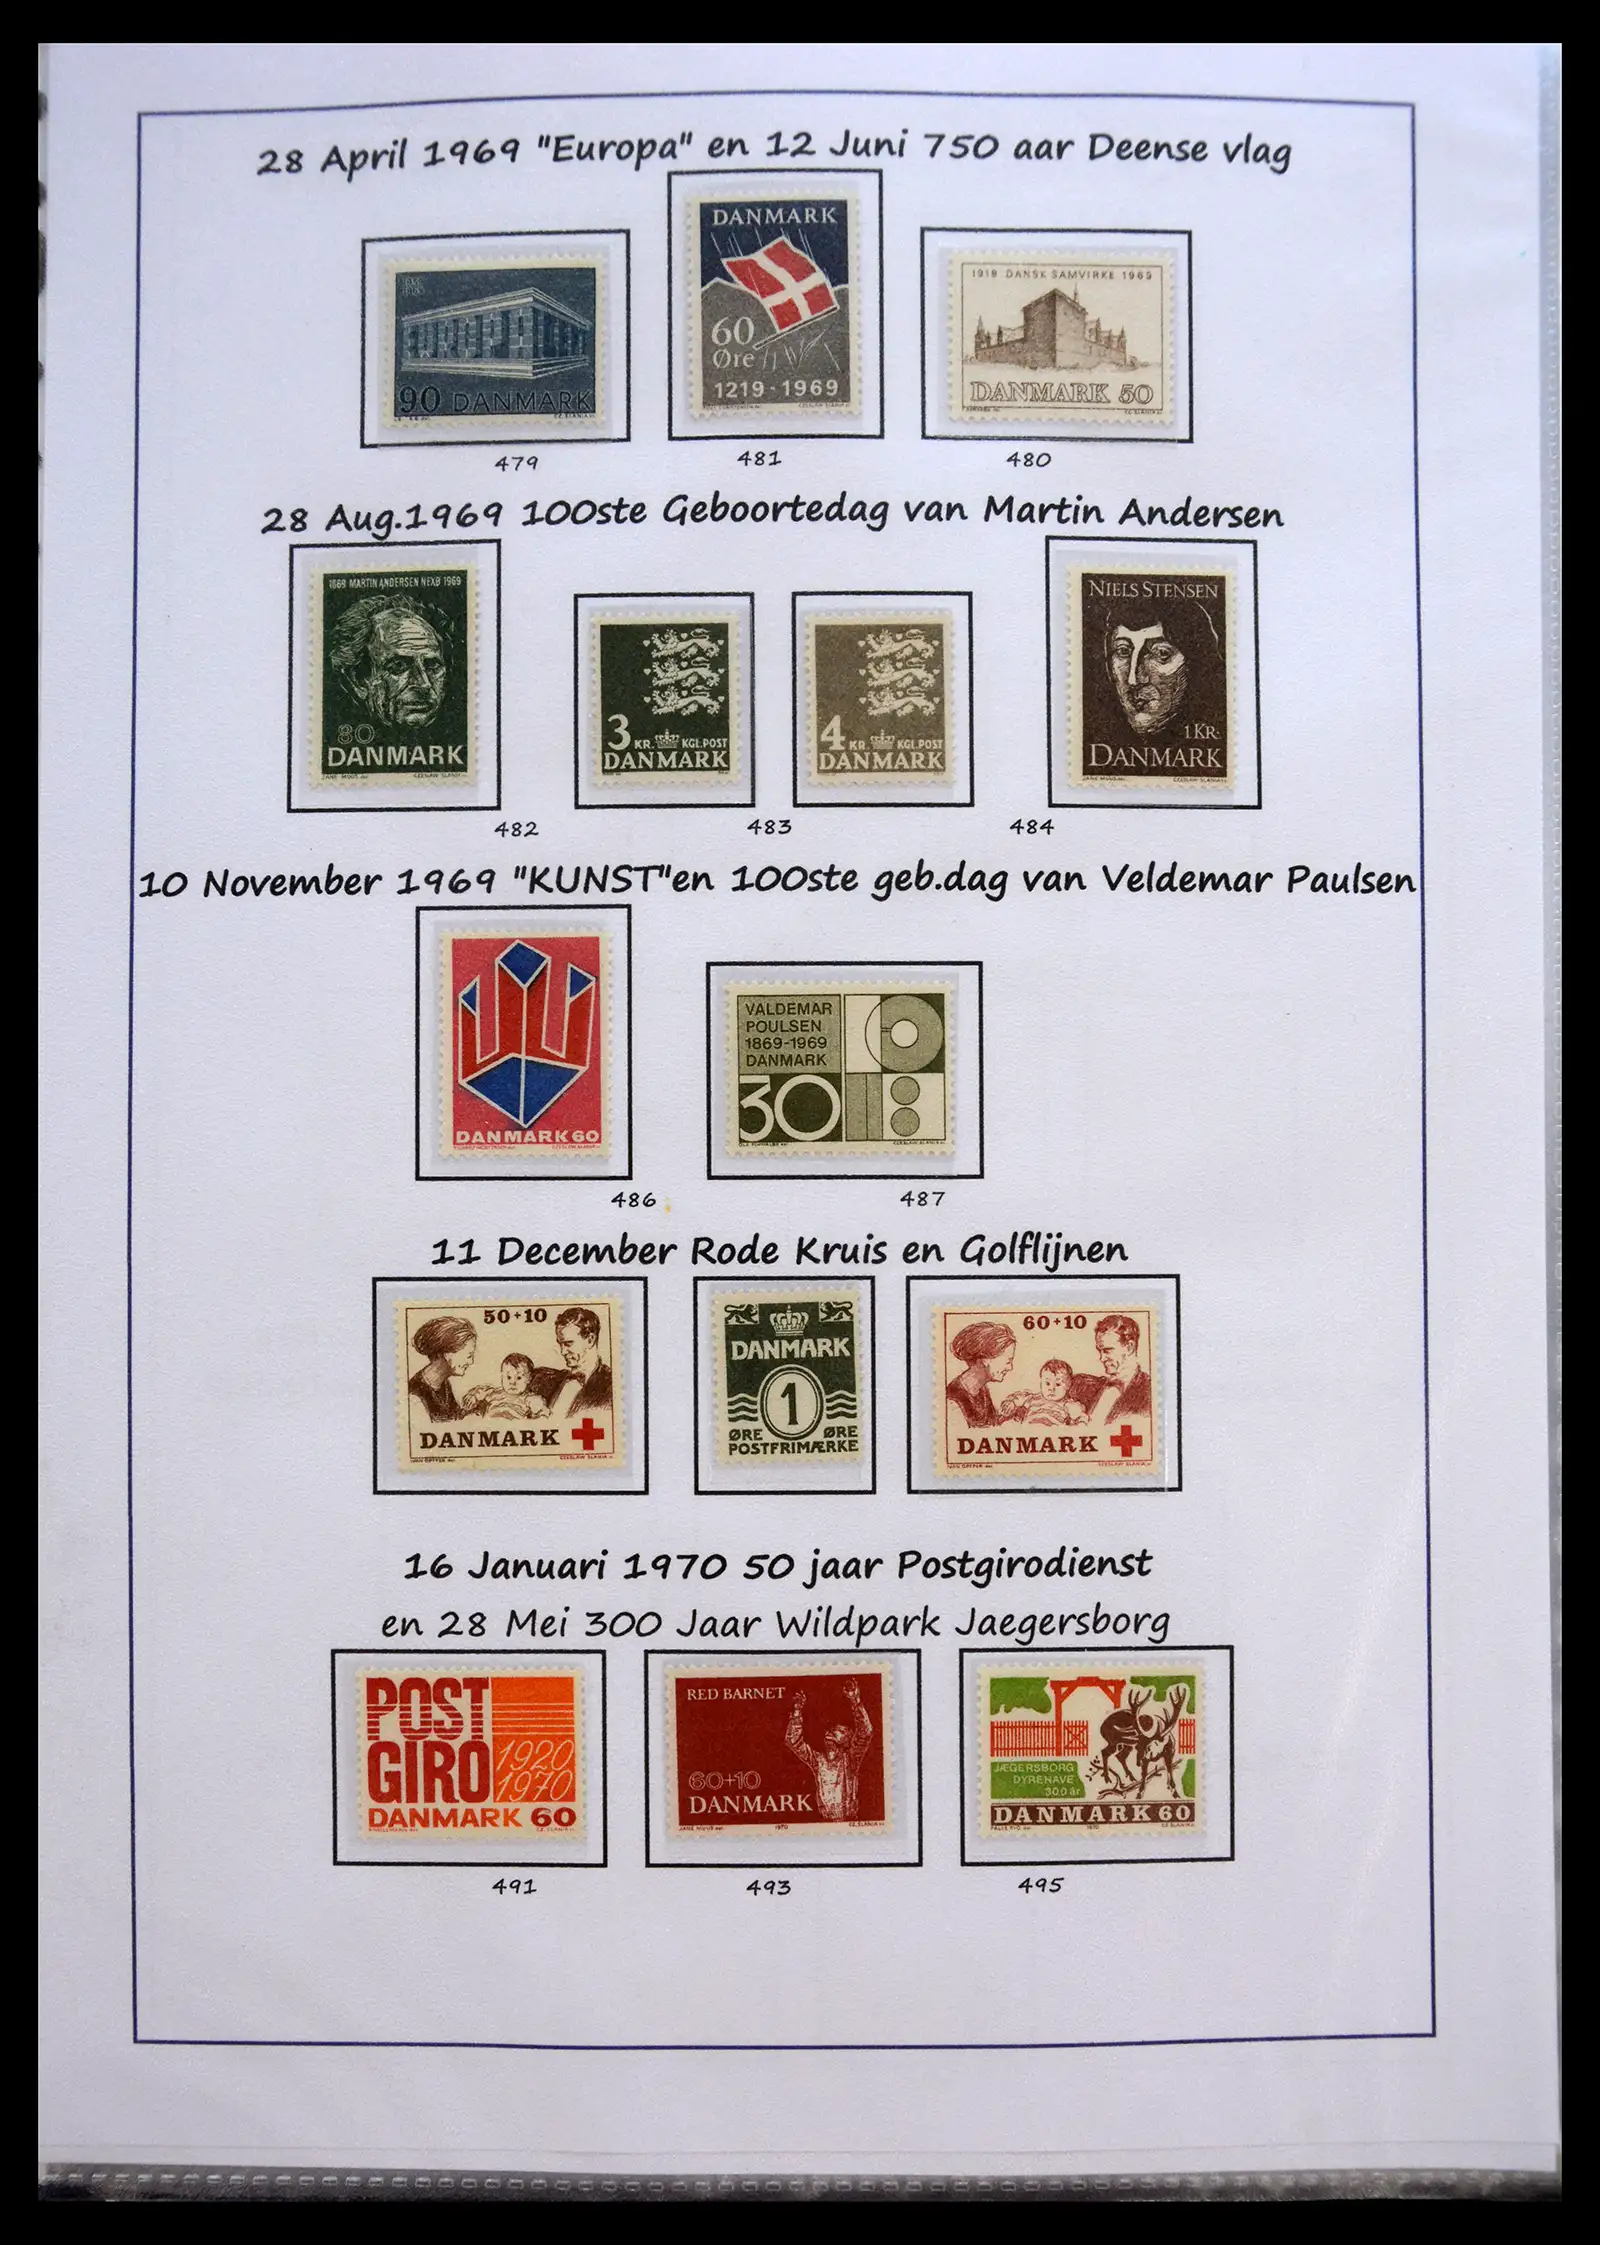 28 April 1969 "Europa" en 12 Juni 750 aar Deense vlag
90 DANMARK
DANMARK
60
Øre
1219 - 1969
1918 DANSK SAMVIRKE 1969
DANMARK 50
479
481
480
28 Aug.1969 100ste Geboortedag van Martin Andersen
1869 MARTIN ANDERSEN NEXØ 1969
80
DANMARK
3 KR. KGL.POST
DANMARK
4 KR. KGL.POST
DANMARK
NIELS STENSEN
1 KR.
DANMARK
482
483
484
10 November 1969 "KUNST"en 100ste geb.dag van Veldemar Paulsen
DANMARK 60
VALDEMAR
POULSEN
1869-1969
DANMARK
30
486
487
11 December Rode Kruis en Golflijnen
50+10
DANMARK
DANMARK
1
ØRE ØRE
POSTFRIMÆRKE
60+10
DANMARK
16 Januari 1970 50 jaar Postgirodienst
en 28 Mei 300 Jaar Wildpark Jaegersborg
POST
GIRO
1920
1970
DANMARK 60
RED BARNET
60+10
DANMARK
1970
JÆGERSBORG
DYREHAVE
300 år
DANMARK 60
1970
491
493
495